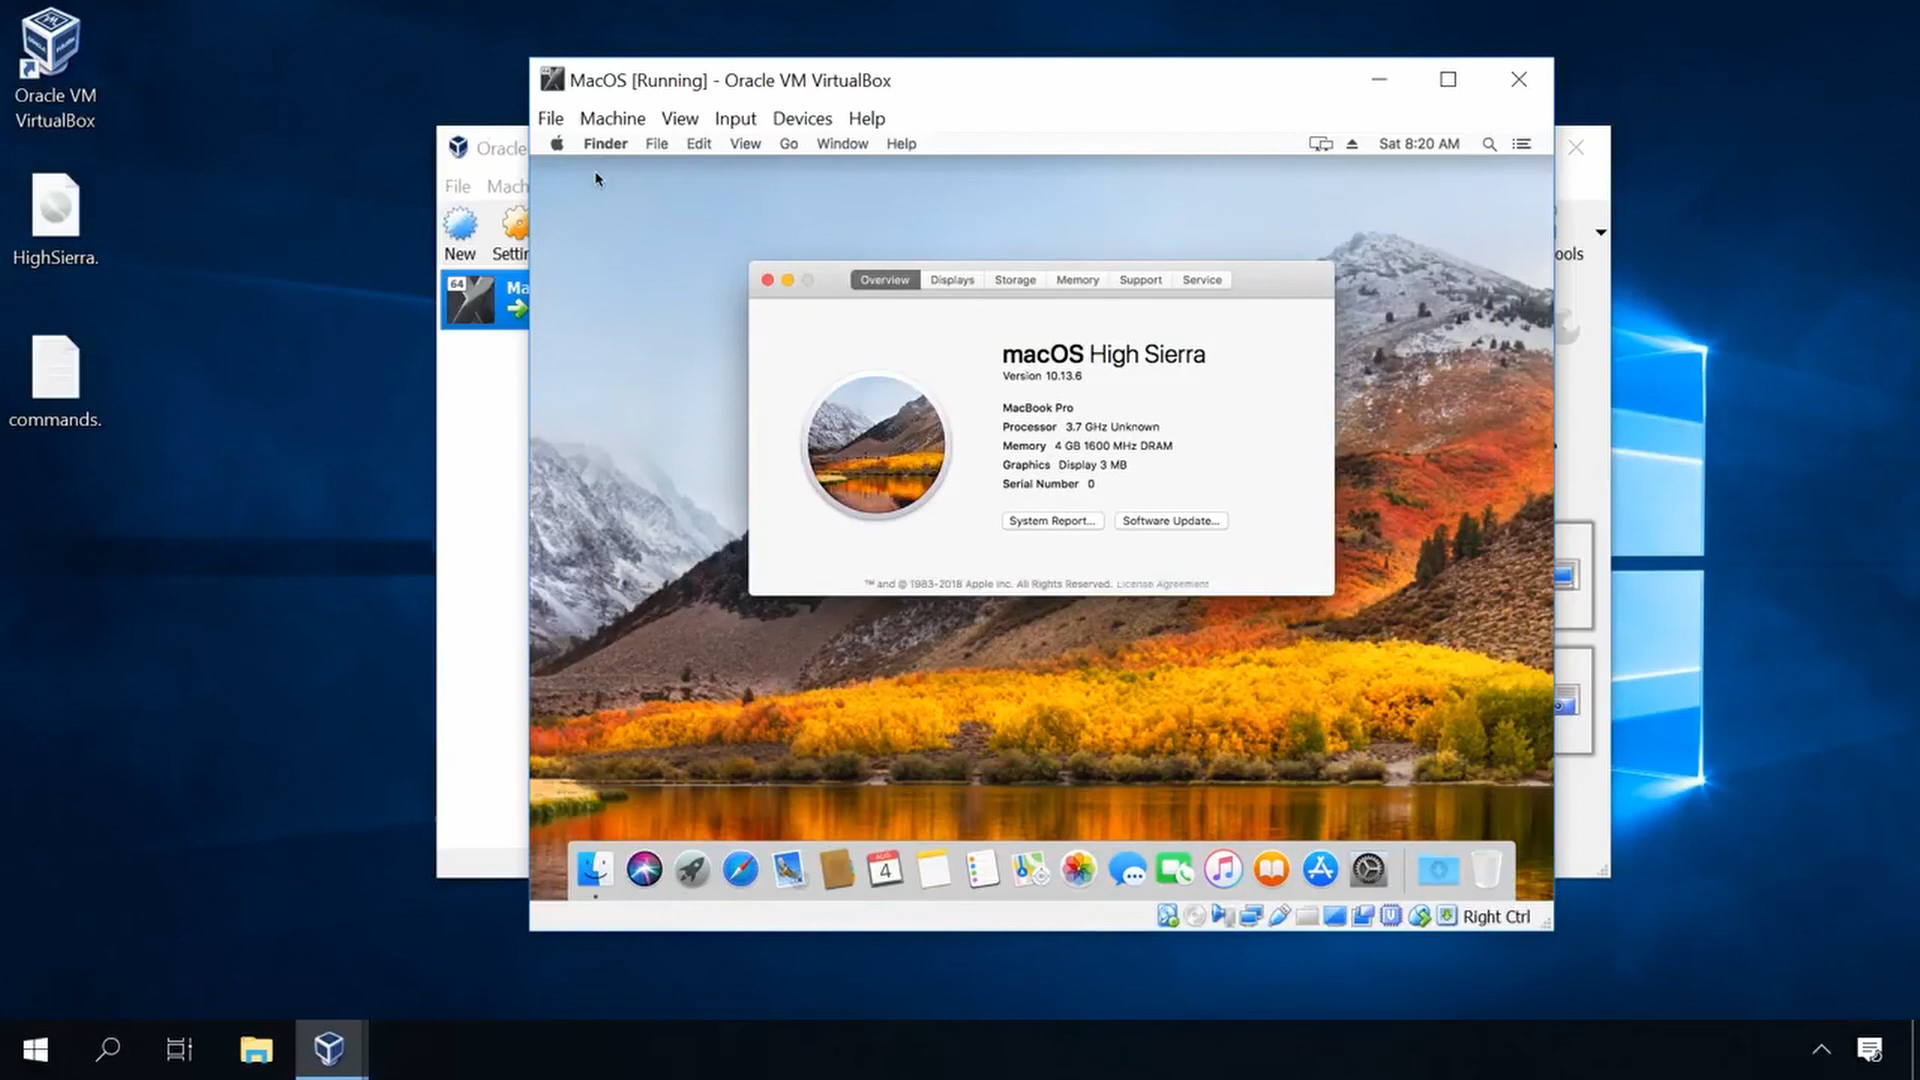 Oracle VM
VirtualBox
HighSierra.
commands.
Oracle
File Mach
New Settin
64
Ma
ools
MacOS [Running] - Oracle VM VirtualBox
File Machine View Input Devices Help
Finder File Edit View Go Window Help
Sat 8:20 AM
Overview Displays Storage Memory Support Service
macOS High Sierra
Version 10.13.6
MacBook Pro
Processor 3.7 GHz Unknown
Memory 4 GB 1600 MHz DRAM
Graphics Display 3 MB
Serial Number 0
System Report... Software Update...
™ and © 1983-2018 Apple Inc. All Rights Reserved. License Agreement
AUG
4
Right Ctrl